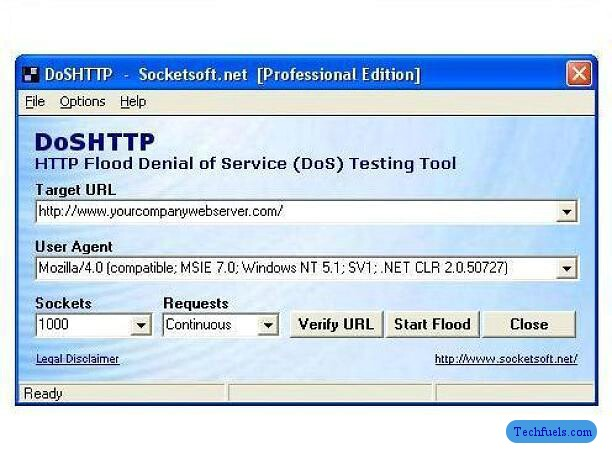 DoSHTTP - Socketsoft.net [Professional Edition]
File Options Help
DoSHTTP
HTTP Flood Denial of Service (DoS) Testing Tool
Target URL
http://www.yourcompanywebserver.com/
User Agent
Mozilla/4.0 (compatible; MSIE 7.0; Windows NT 5.1; SV1; .NET CLR 2.0.50727)
Sockets Requests
1000 Continuous Verify URL Start Flood Close
Legal Disclaimer http://www.socketsoft.net/
Ready
Techfuels.com